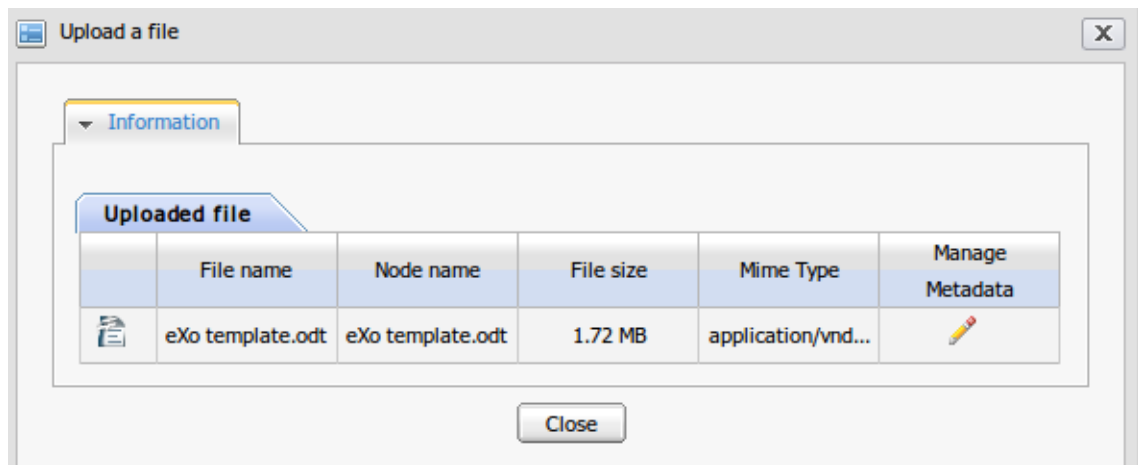 Upload a file
X
Information
Uploaded file
File name Node name File size Mime Type Manage Metadata
eXo template.odt eXo template.odt 1.72 MB application/vnd...
Close